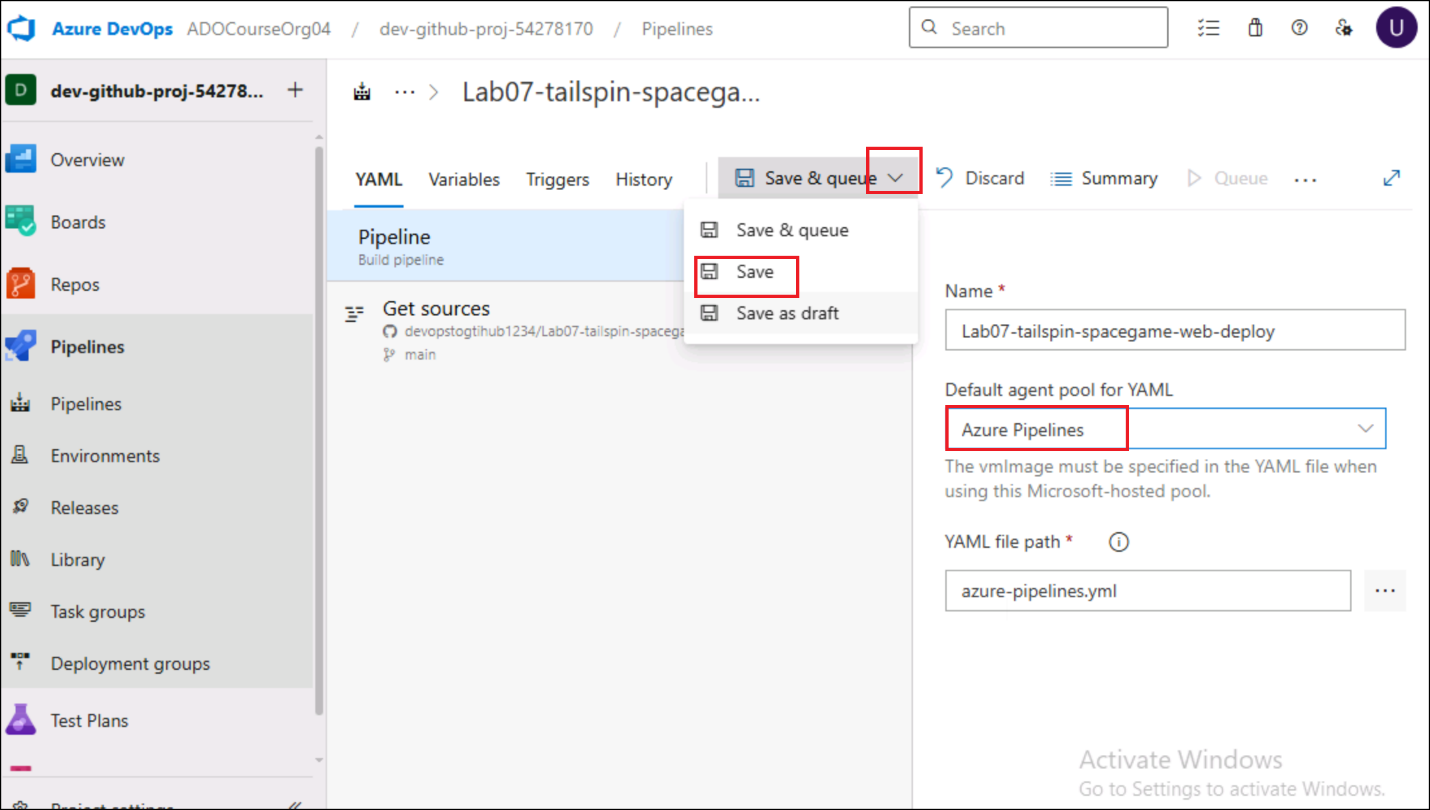 Azure DevOps ADOCourseOrg04 / dev-github-proj-54278170 / Pipelines Search U
D dev-github-proj-54278... +
... > Lab07-tailspin-spacega...
YAML Variables Triggers History Save & queue Discard Summary Queue ...
Overview
Boards
Repos
Pipelines
Pipelines
Environments
Releases
Library
Task groups
Deployment groups
Test Plans
Project settings
Pipeline
Build pipeline
Get sources
devopstogtihub1234/Lab07-tailspin-spacega
main
Save & queue
Save
Save as draft
Name *
Lab07-tailspin-spacegame-web-deploy
Default agent pool for YAML
Azure Pipelines
The vmImage must be specified in the YAML file when
using this Microsoft-hosted pool.
YAML file path *
azure-pipelines.yml
...
Activate Windows
Go to Settings to activate Windows.